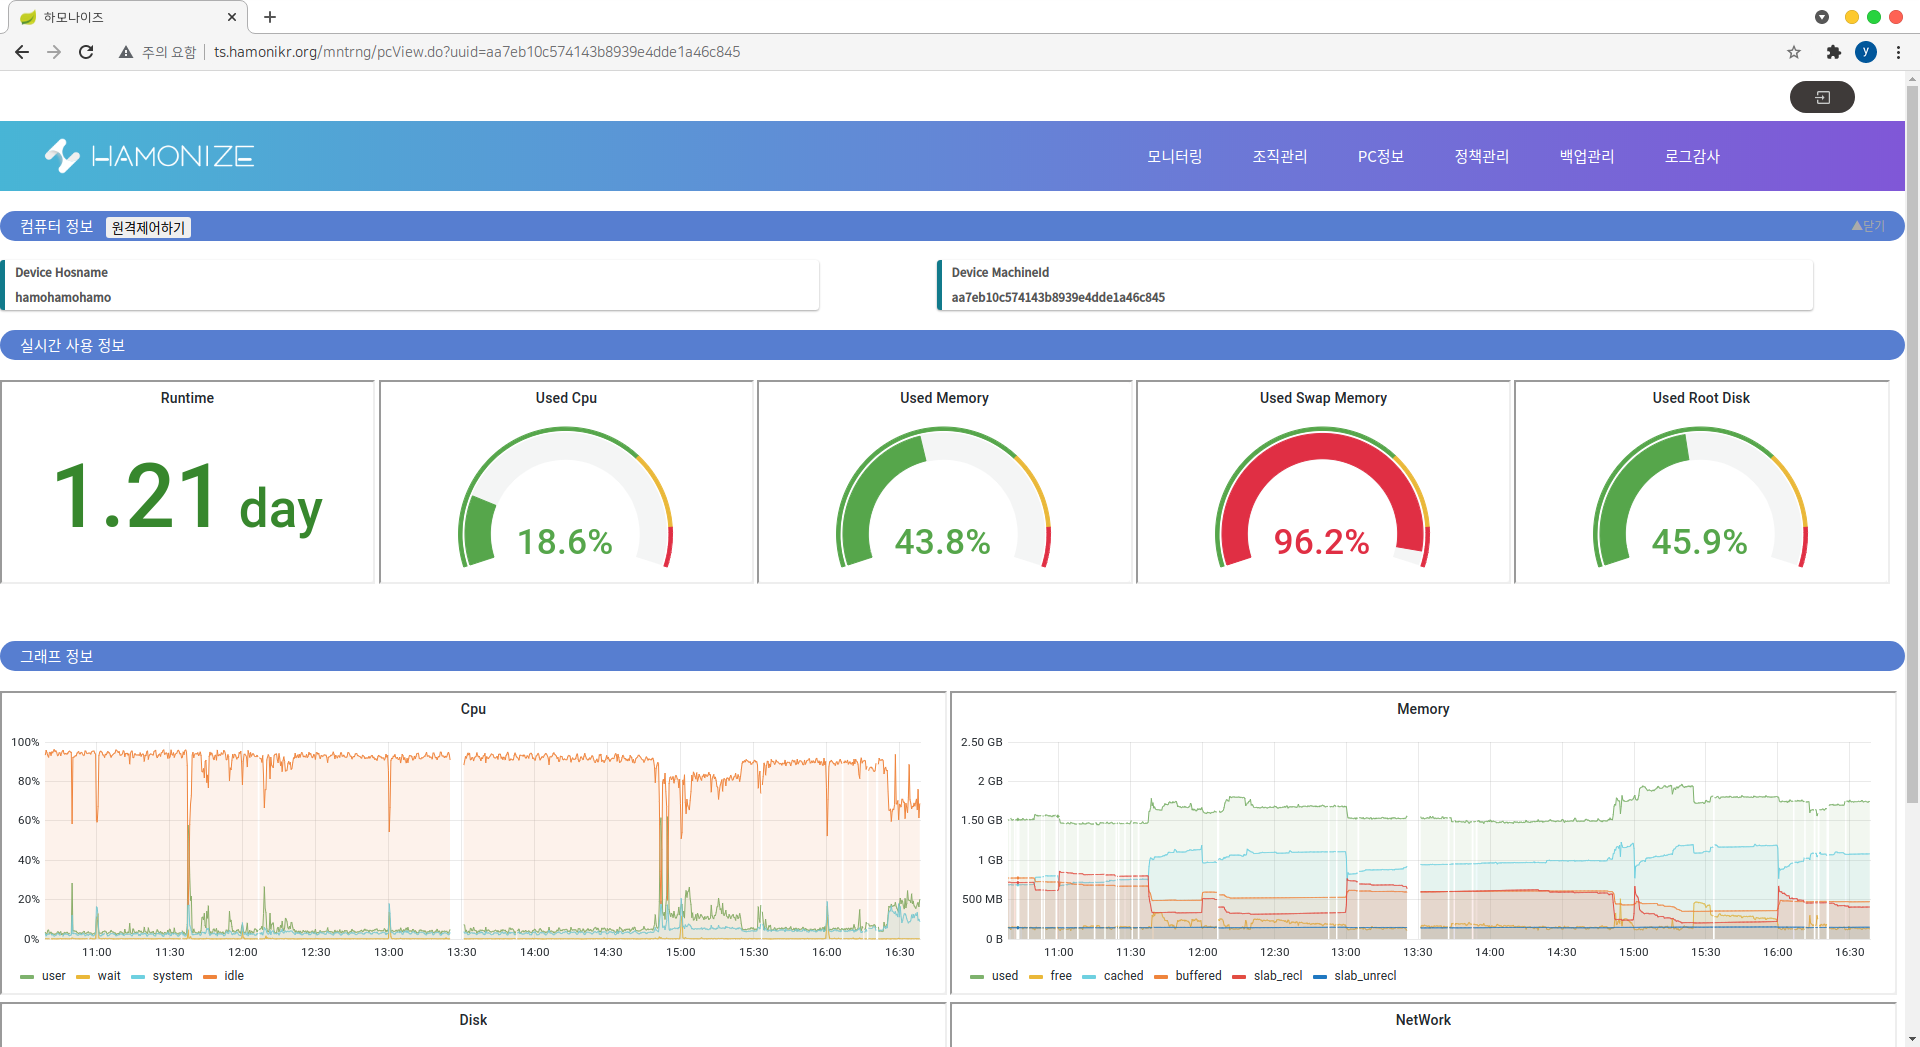 하모나이즈
주의 요함 ts.hamonikr.org/mntrng/pcView.do?uuid=aa7eb10c574143b8939e4dde1a46c845
y
HAMONIZE
모니터링 조직관리 PC정보 정책관리 백업관리 로그감사
컴퓨터 정보 원격제어하기 ▲닫기
Device Hosname
hamohamohamo
Device MachineId
aa7eb10c574143b8939e4dde1a46c845
실시간 사용 정보
Runtime
1.21 day
Used Cpu
18.6%
Used Memory
43.8%
Used Swap Memory
96.2%
Used Root Disk
45.9%
그래프 정보
Cpu
100%
80%
60%
40%
20%
0%
11:00 11:30 12:00 12:30 13:00 13:30 14:00 14:30 15:00 15:30 16:00 16:30
user wait system idle
Memory
2.50 GB
2 GB
1.50 GB
1 GB
500 MB
0 B
11:00 11:30 12:00 12:30 13:00 13:30 14:00 14:30 15:00 15:30 16:00 16:30
used free cached buffered slab_recl slab_unrecl
Disk
NetWork